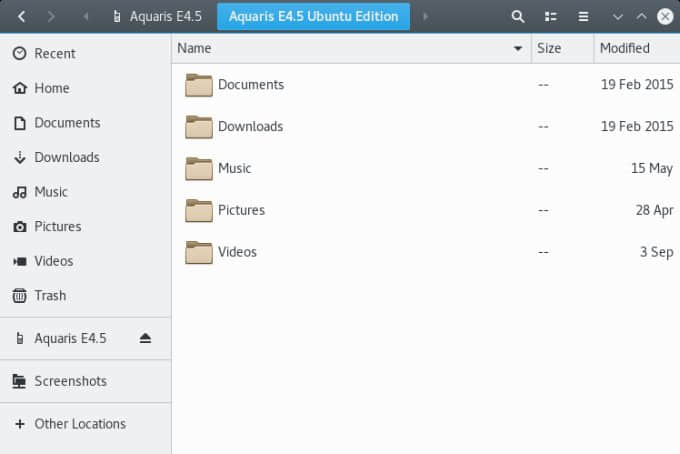 Aquaris E4.5 Aquaris E4.5 Ubuntu Edition
Recent
Home
Documents
Downloads
Music
Pictures
Videos
Trash
Aquaris E4.5
Screenshots
+ Other Locations
Name Size Modified
Documents -- 19 Feb 2015
Downloads -- 19 Feb 2015
Music -- 15 May
Pictures -- 28 Apr
Videos -- 3 Sep